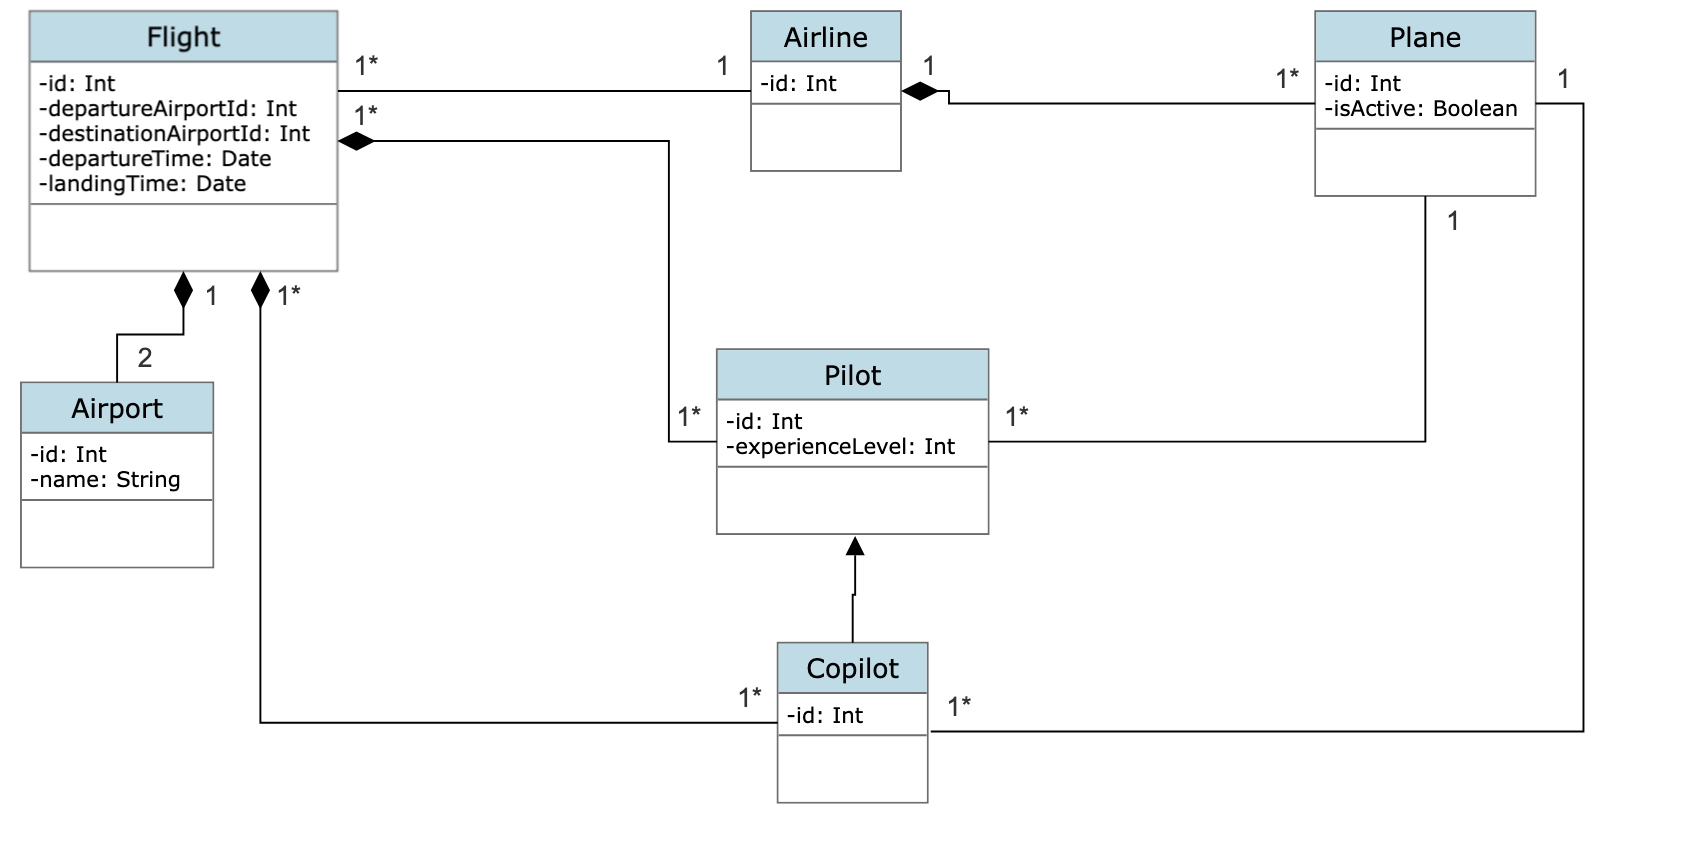 Flight
-id: Int
-departureAirportId: Int
-destinationAirportId: Int
-departureTime: Date
-landingTime: Date
1*
1*
1
Airline
-id: Int
1
1*
Plane
-id: Int
-isActive: Boolean
1
1
1
1*
2
Airport
-id: Int
-name: String
Pilot
-id: Int
-experienceLevel: Int
1*
1*
Copilot
-id: Int
1*
1*